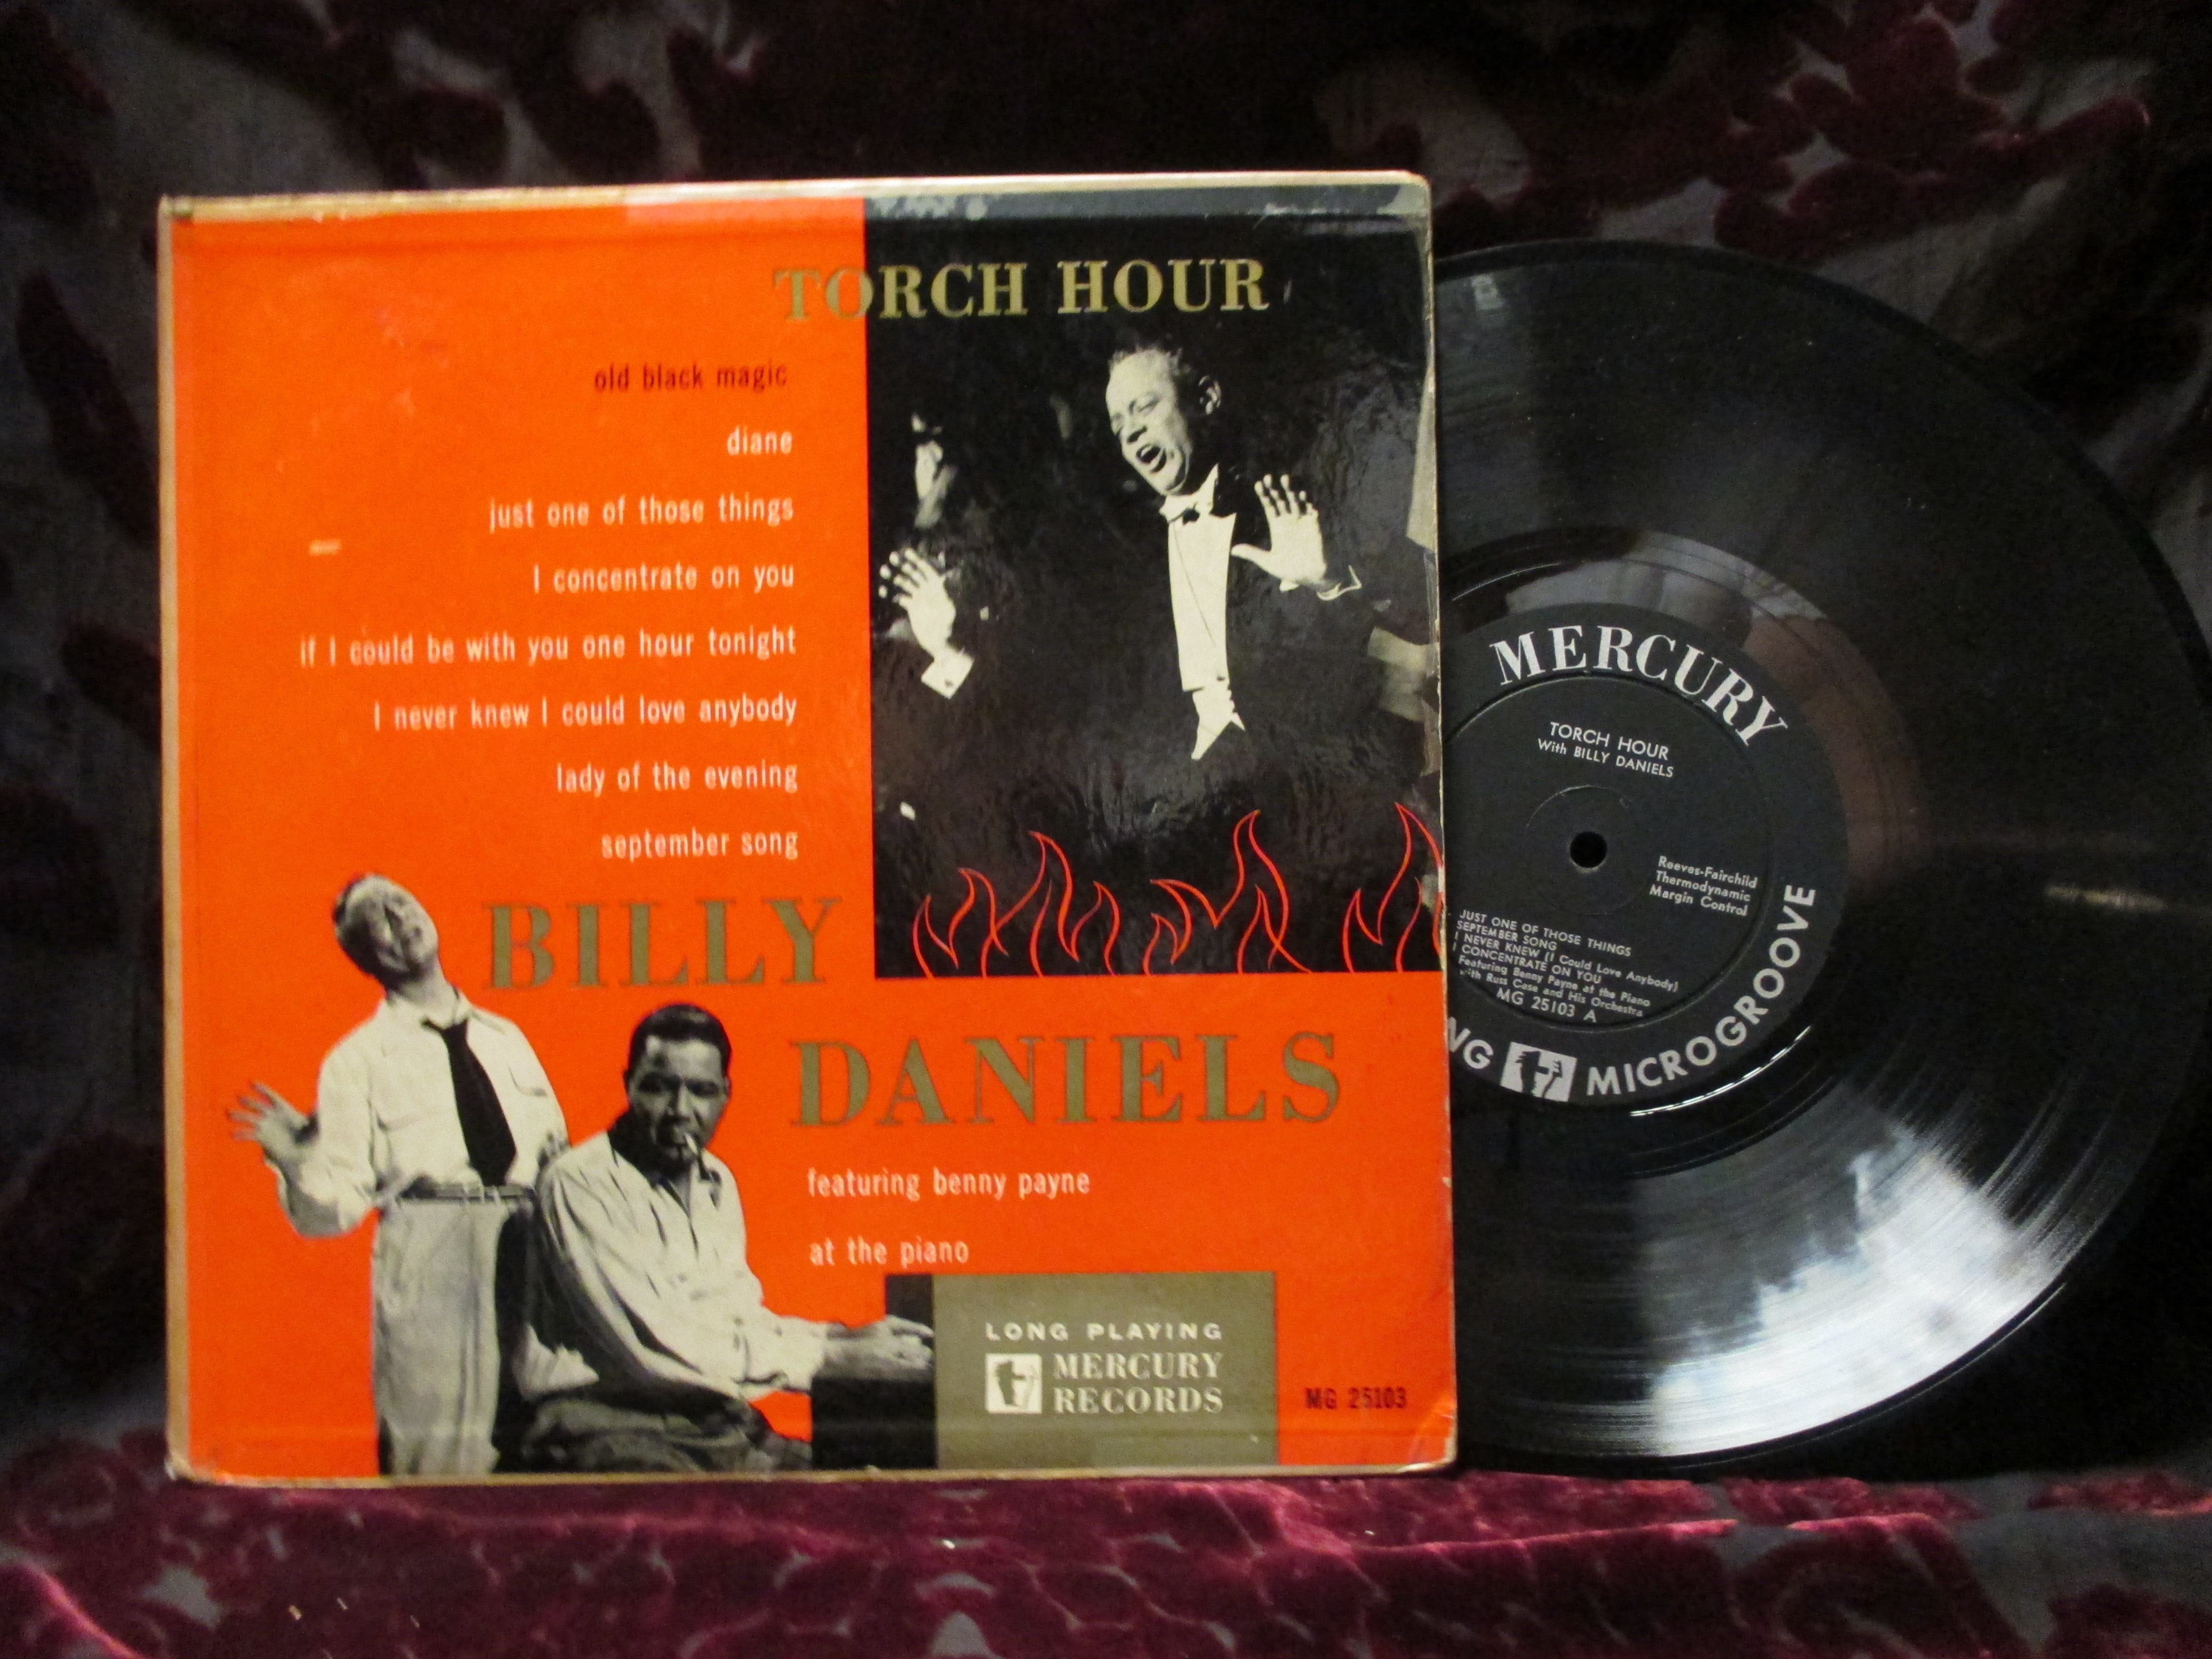 TORCH HOUR
old black magic
diane
just one of those things
I concentrate on you
if I could be with you one hour tonight
I never knew I could love anybody
lady of the evening
september song
BILLY
DANIELS
featuring benny payne
at the piano
LONG PLAYING
MERCURY
RECORDS
MG 25103
MERCURY
TORCH HOUR
With BILLY DANIELS
Reeves-Fairchild
Thermodynamic
Margin Control
JUST ONE OF THOSE THINGS
SEPTEMBER SONG
I NEVER KNEW (I Could Love Anybody)
I CONCENTRATE ON YOU
Featuring Benny Payne at the Piano
with Russ Case and His Orchestra
MG 25103 A
NG MICROGROOVE